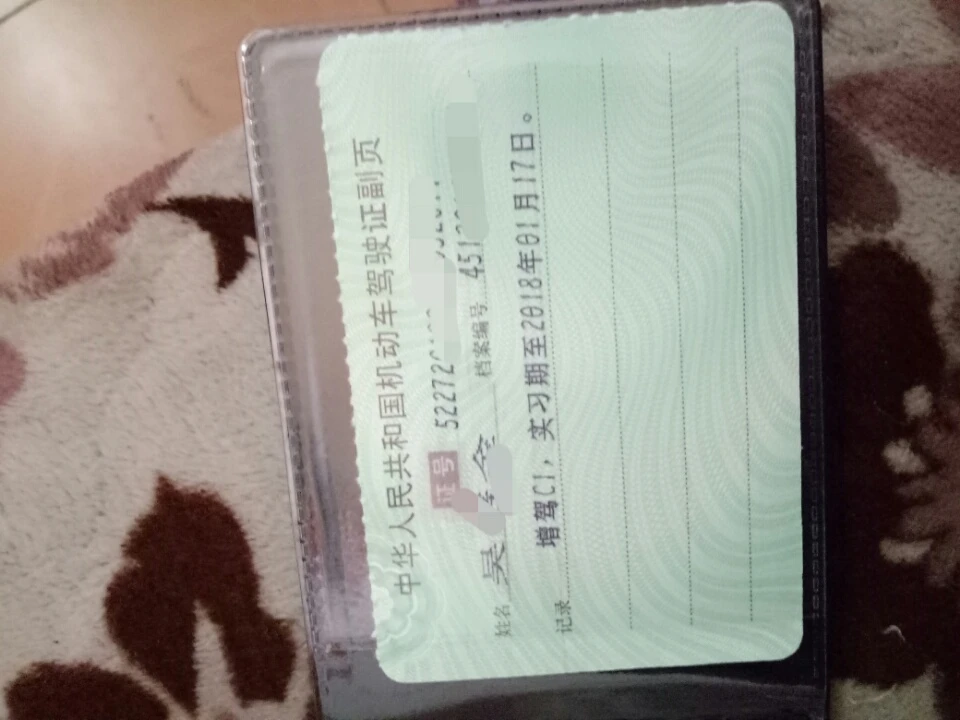 中华人民共和国机动车驾驶证副页
证号 52272
姓名 吴 档案编号 451
记录 增驾C1，实习期至2018年01月17日。